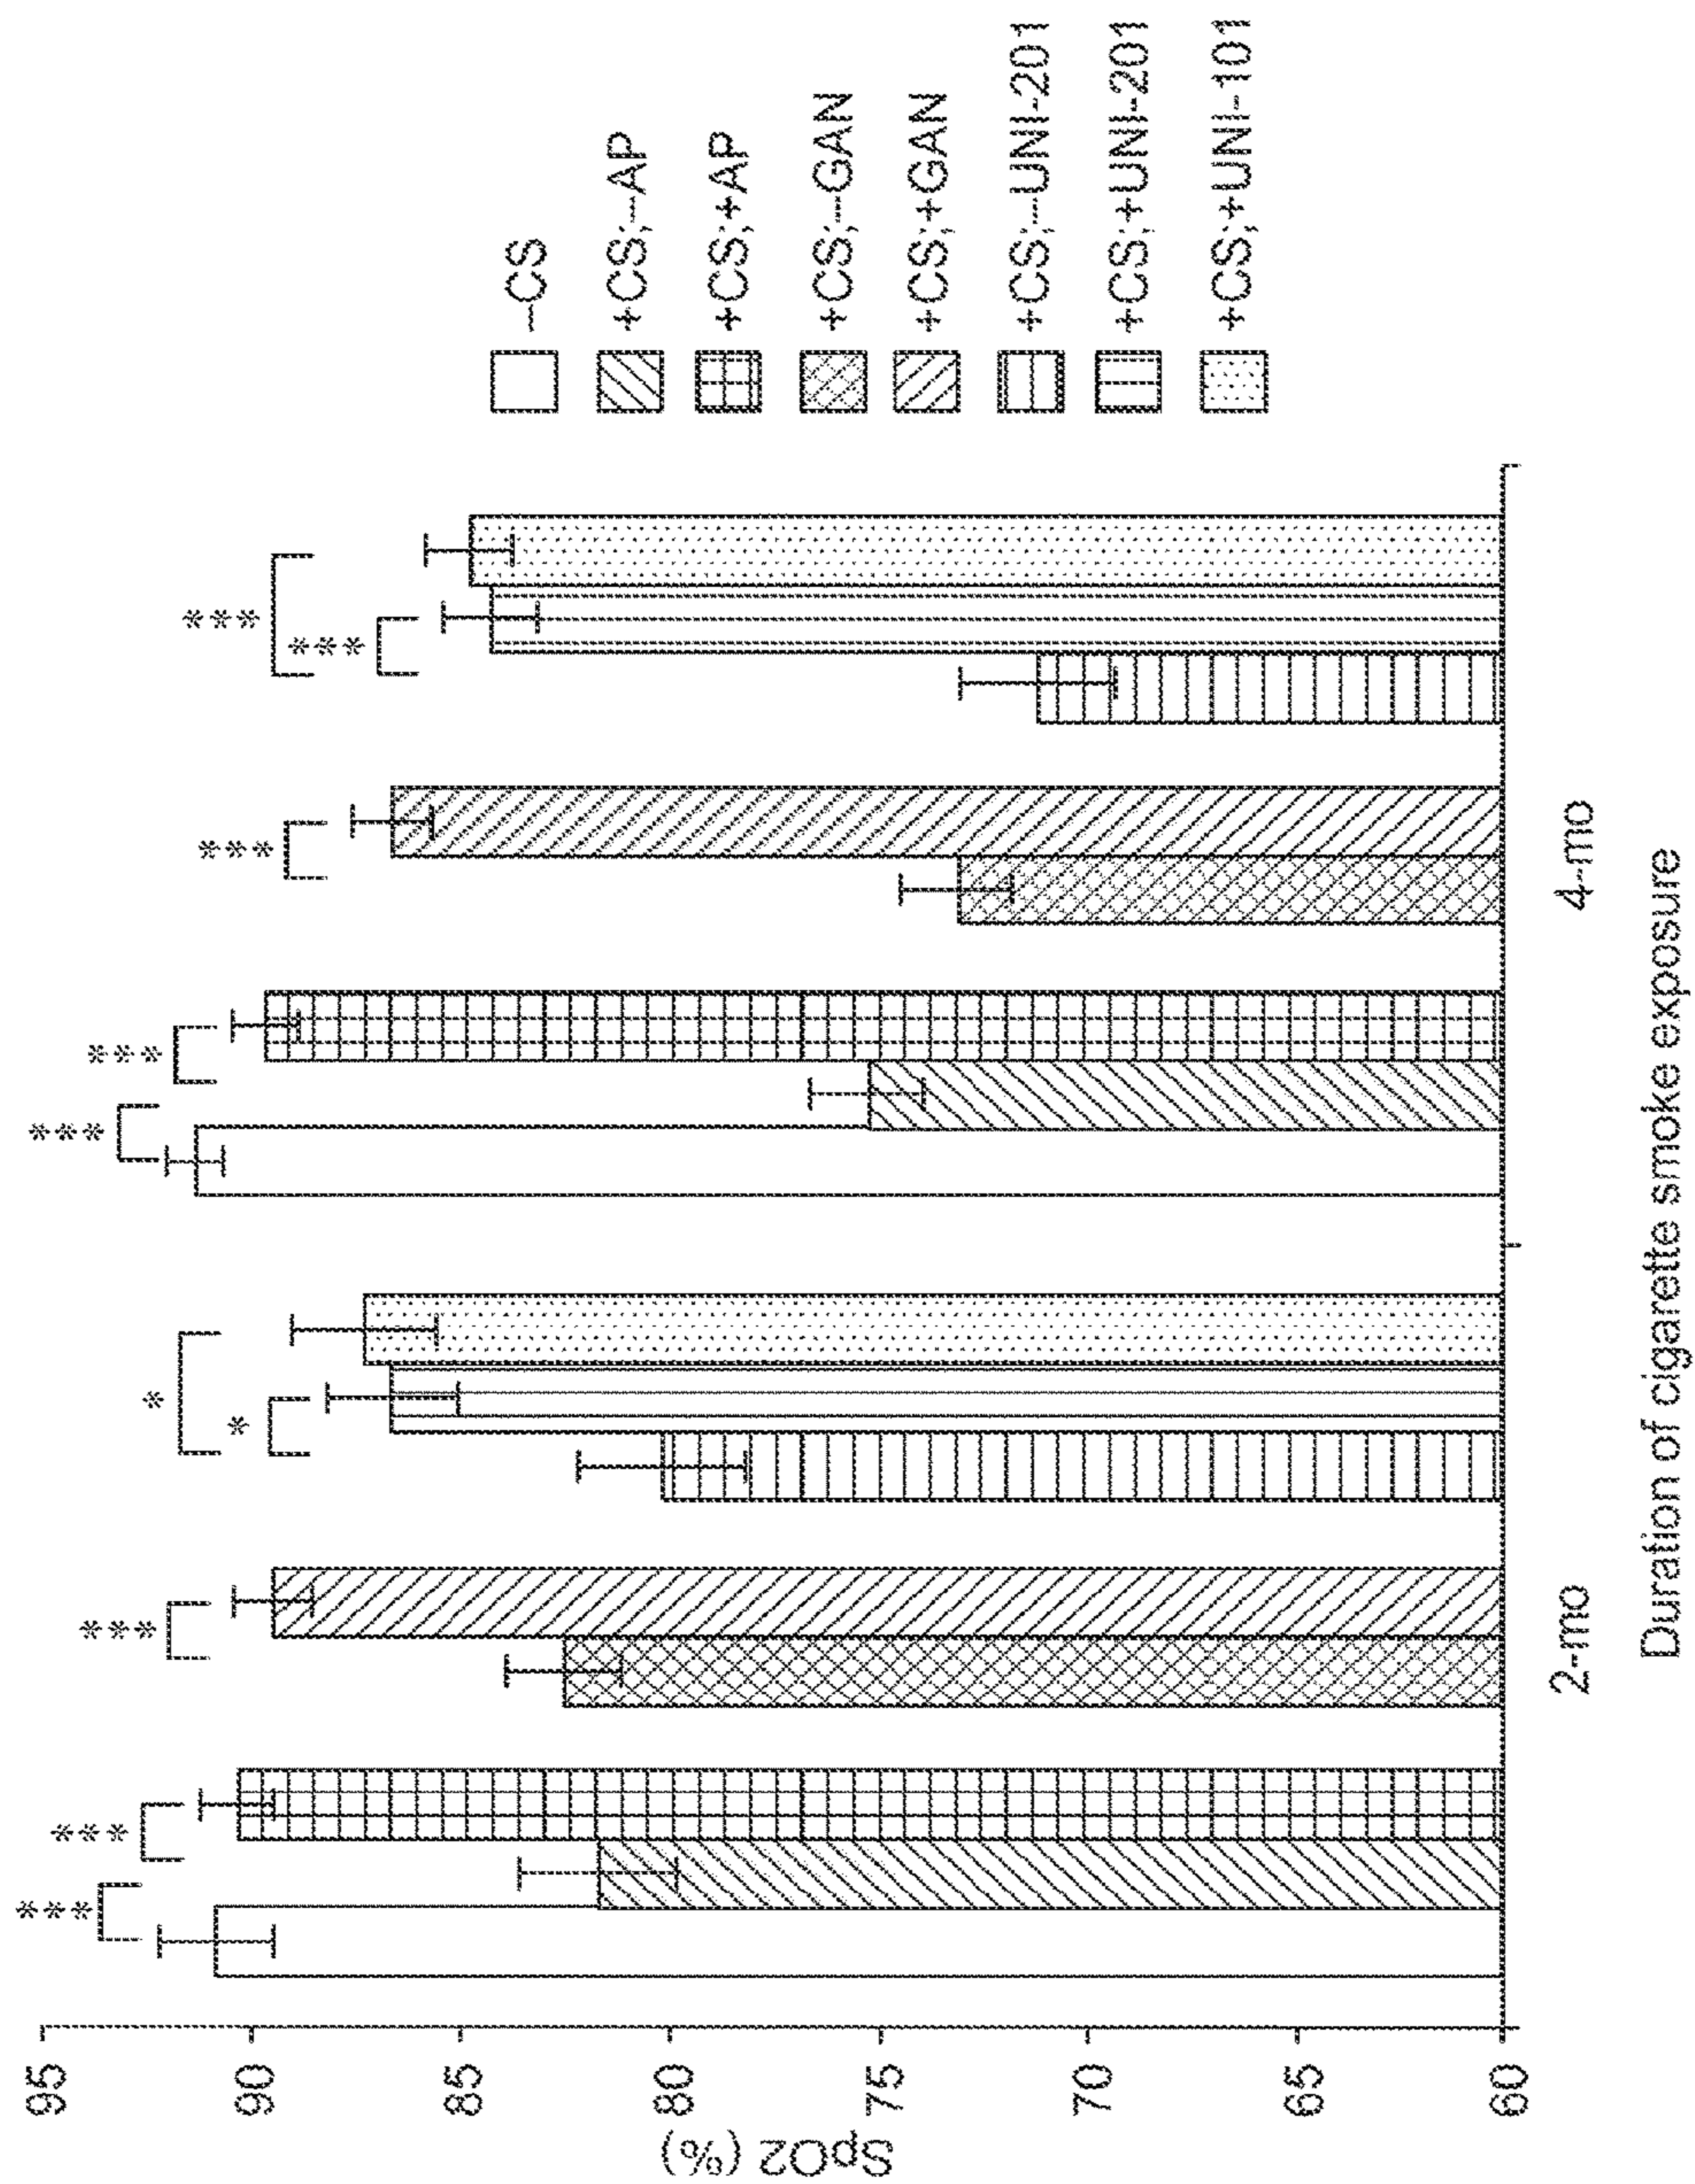 SpO2 (%)
95
90
85
80
75
70
65
60
***
***
***
*
*
***
***
***
***
***
2-mo
4-mo
Duration of cigarette smoke exposure
–CS
+CS;–AP
+CS;+AP
+CS;–GAN
+CS;+GAN
+CS;–UNI-201
+CS;+UNI-201
+CS;+UNI-101